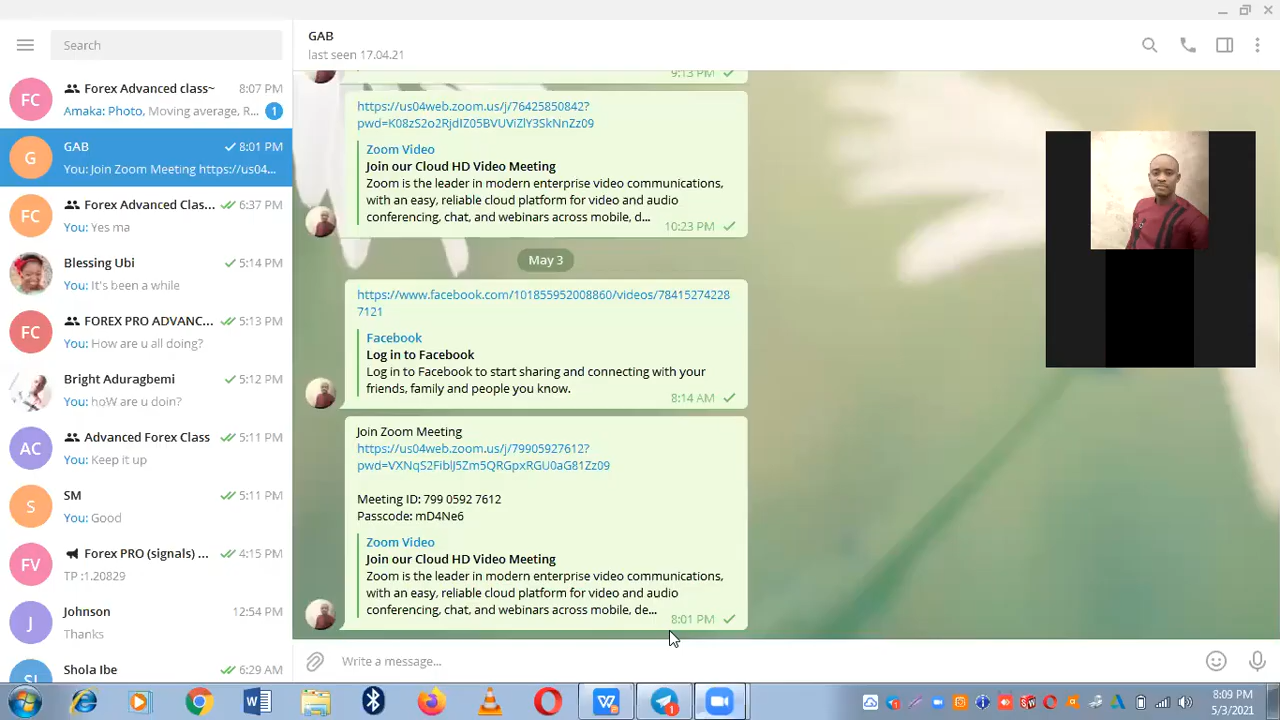 Search
FC
Forex Advanced class~
8:07 PM
Amaka: Photo, Moving average, R...
1
G
GAB
8:01 PM
You: Join Zoom Meeting https://us04...
FC
Forex Advanced Clas...
6:37 PM
You: Yes ma
Blessing Ubi
5:14 PM
You: It's been a while
FC
FOREX PRO ADVANC...
5:13 PM
You: How are u all doing?
Bright Aduragbemi
5:12 PM
You: hoW are u doin?
AC
Advanced Forex Class
5:11 PM
You: Keep it up
S
SM
5:11 PM
You: Good
FV
Forex PRO (signals) ...
4:15 PM
TP :1.20829
J
Johnson
12:54 PM
Thanks
SI
Shola Ibe
6:29 AM
GAB
last seen 17.04.21
9:13 PM
https://us04web.zoom.us/j/76425850842?
pwd=K08zS2o2RjdlZ05BVUViZlY3SkNnZz09
Zoom Video
Join our Cloud HD Video Meeting
Zoom is the leader in modern enterprise video communications,
with an easy, reliable cloud platform for video and audio
conferencing, chat, and webinars across mobile, d...
10:23 PM
May 3
https://www.facebook.com/101855952008860/videos/78415274228
7121
Facebook
Log in to Facebook
Log in to Facebook to start sharing and connecting with your
friends, family and people you know.
8:14 AM
Join Zoom Meeting
https://us04web.zoom.us/j/79905927612?
pwd=VXNqS2FiblJ5Zm5QRGpxRGU0aG81Zz09
Meeting ID: 799 0592 7612
Passcode: mD4Ne6
Zoom Video
Join our Cloud HD Video Meeting
Zoom is the leader in modern enterprise video communications,
with an easy, reliable cloud platform for video and audio
conferencing, chat, and webinars across mobile, de...
8:01 PM
Write a message...
8:09 PM
5/3/2021